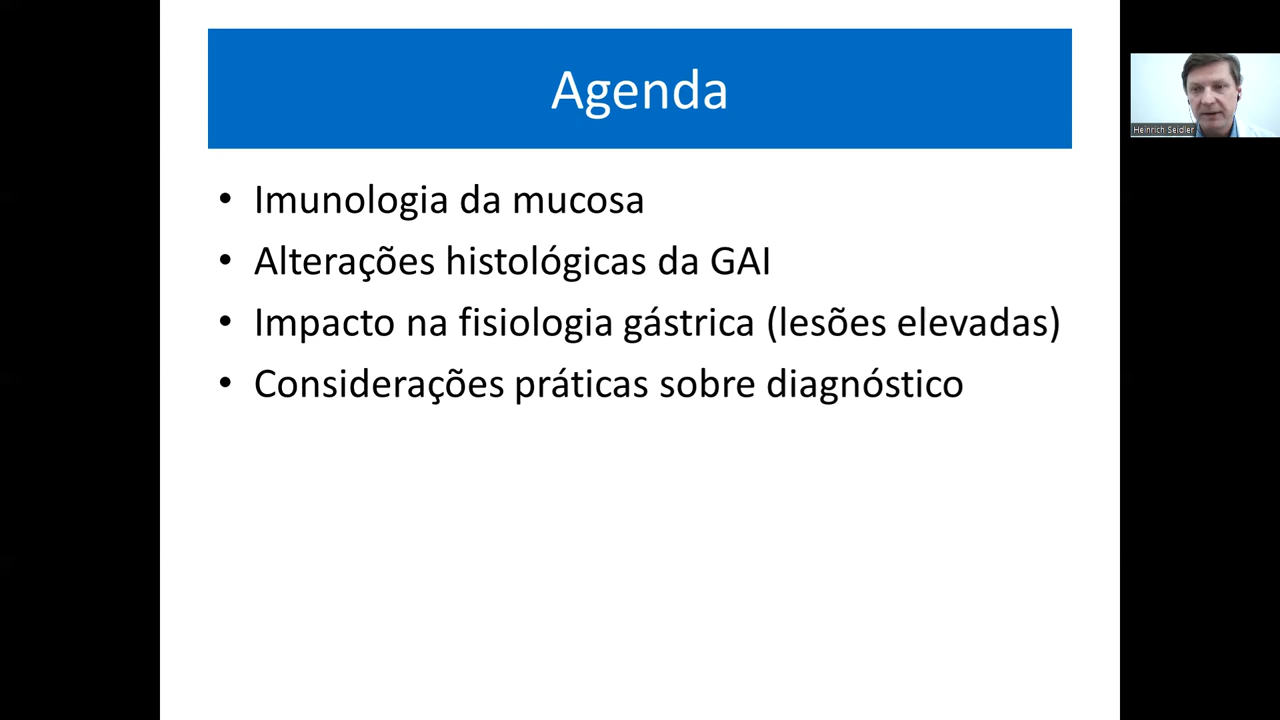 Agenda
• Imunologia da mucosa
• Alterações histológicas da GAI
• Impacto na fisiologia gástrica (lesões elevadas)
• Considerações práticas sobre diagnóstico
Heinrich Seidler